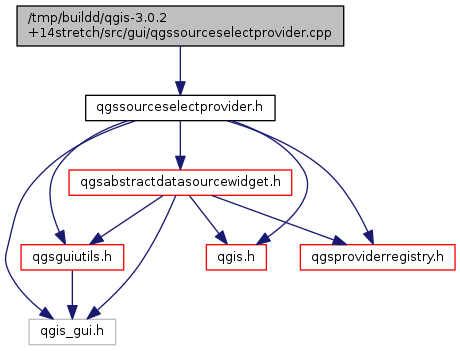 /tmp/buildd/qgis-3.0.2
+14stretch/src/gui/qgssourceselectprovider.cpp
qgssourceselectprovider.h
qgsabstractdatasourcewidget.h
qgsguiutils.h
qgis.h
qgsproviderregistry.h
qgis_gui.h